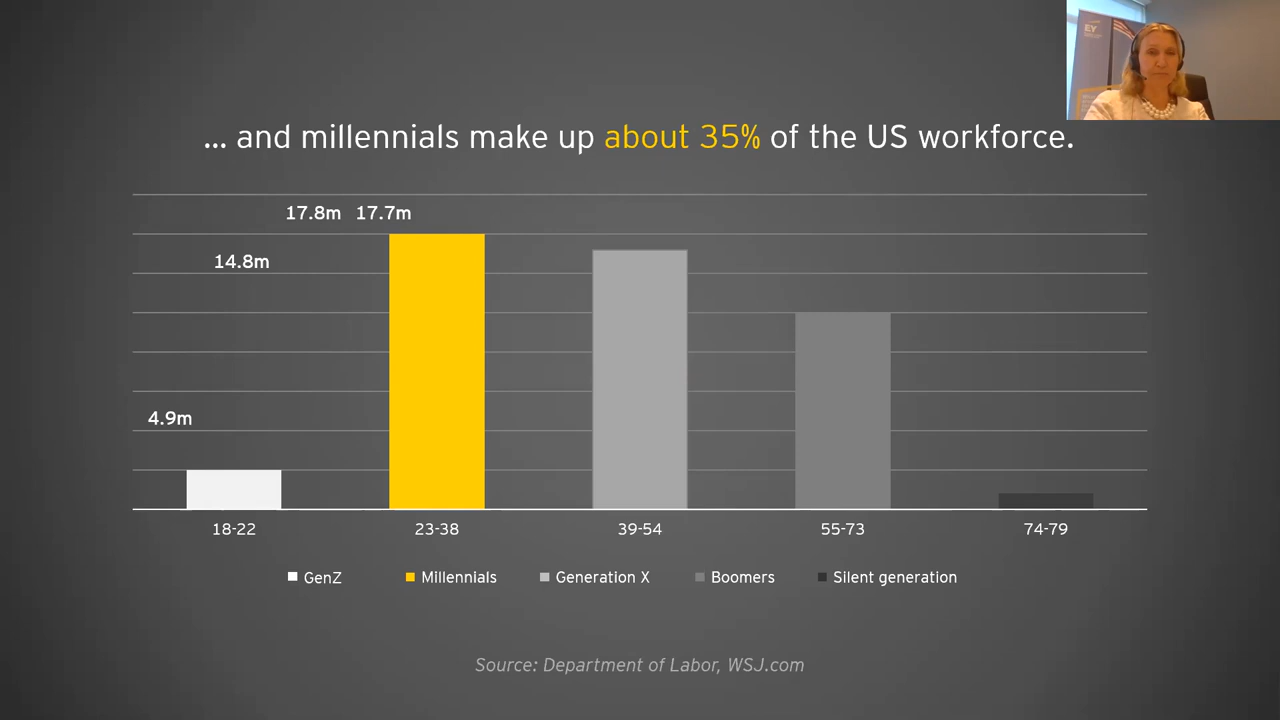 EY
... and millennials make up about 35% of the US workforce.
17.8m 17.7m
14.8m
4.9m
18-22 23-38 39-54 55-73 74-79
GenZ Millennials Generation X Boomers Silent generation
Source: Department of Labor, WSJ.com